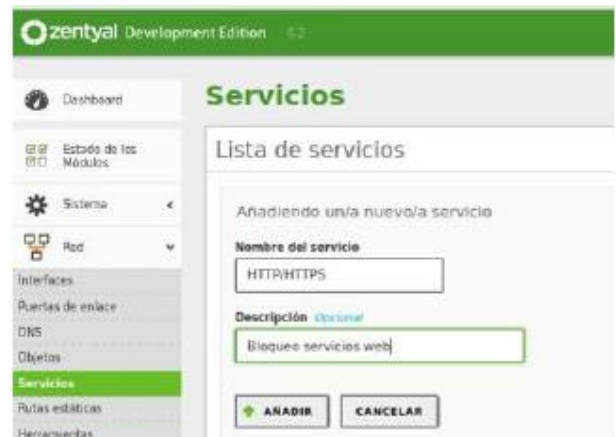 zentyal Development Edition 6.2
Dashboard
Estado de los
Módulos
Sistema
Red
Interfaces
Puertas de enlace
DNS
Objetos
Servicios
Rutas estáticas
Herramientas
Servicios
Lista de servicios
Añadiendo un/a nuevo/a servicio
Nombre del servicio
HTTP/HTTPS
Descripción Opcional
Bloqueo servicios web
AÑADIR
CANCELAR